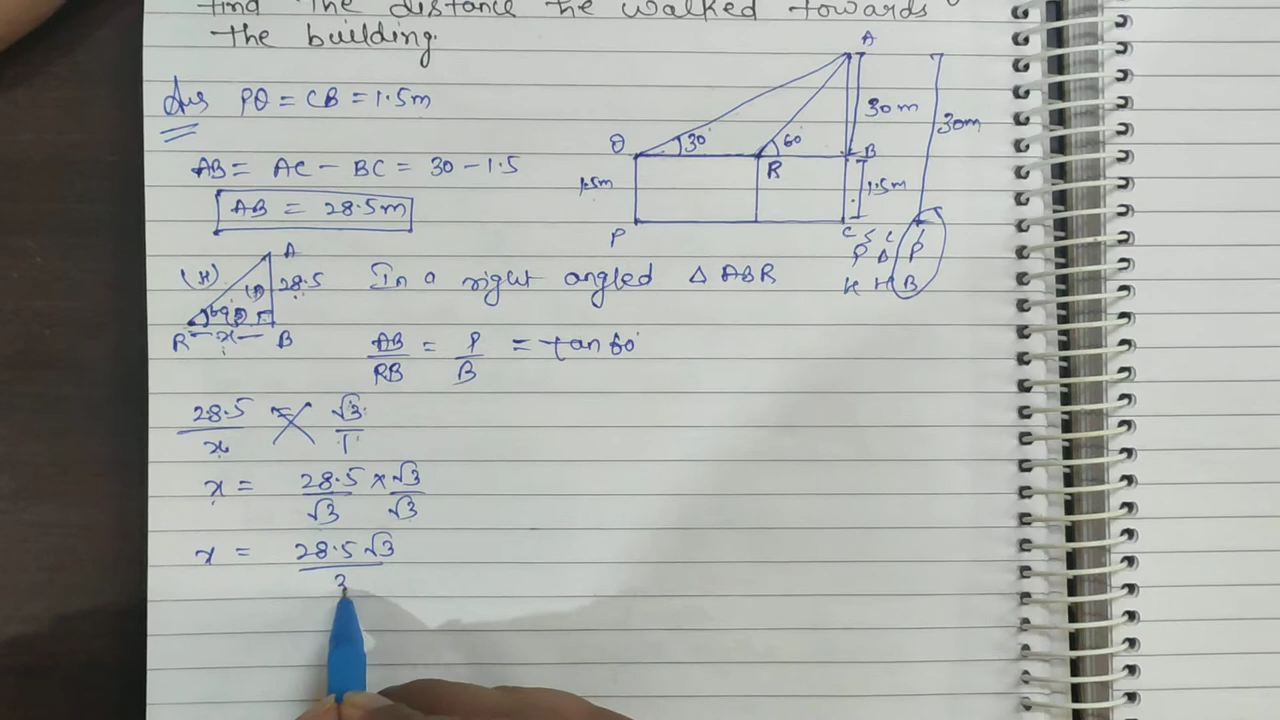 find the distance he walked towards
the building.
Ans PQ = CB = 1.5m
AB = AC - BC = 30 - 1.5
AB = 28.5m
A
30m
30m
Q
30°
60°
B
R
1.5m
1.5m
P
C
S C T
P B P
H H B
A
(H)
(P)
28.5
60°
(B)
R - x - B
In a right angled △ ABR
AB/RB = P/B = tan 60°
28.5/x = √3/1
x = 28.5/√3 × √3/√3
x = 28.5√3/3